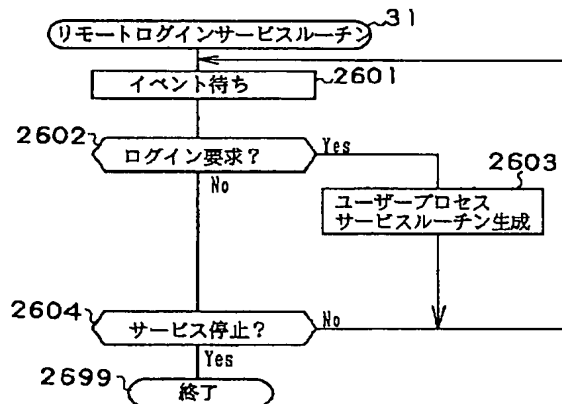 リモートログインサービスルーチン
31
イベント待ち
2601
2602
ログイン要求?
Yes
No
2603
ユーザープロセス
サービスルーチン生成
2604
サービス停止?
No
Yes
2699
終了